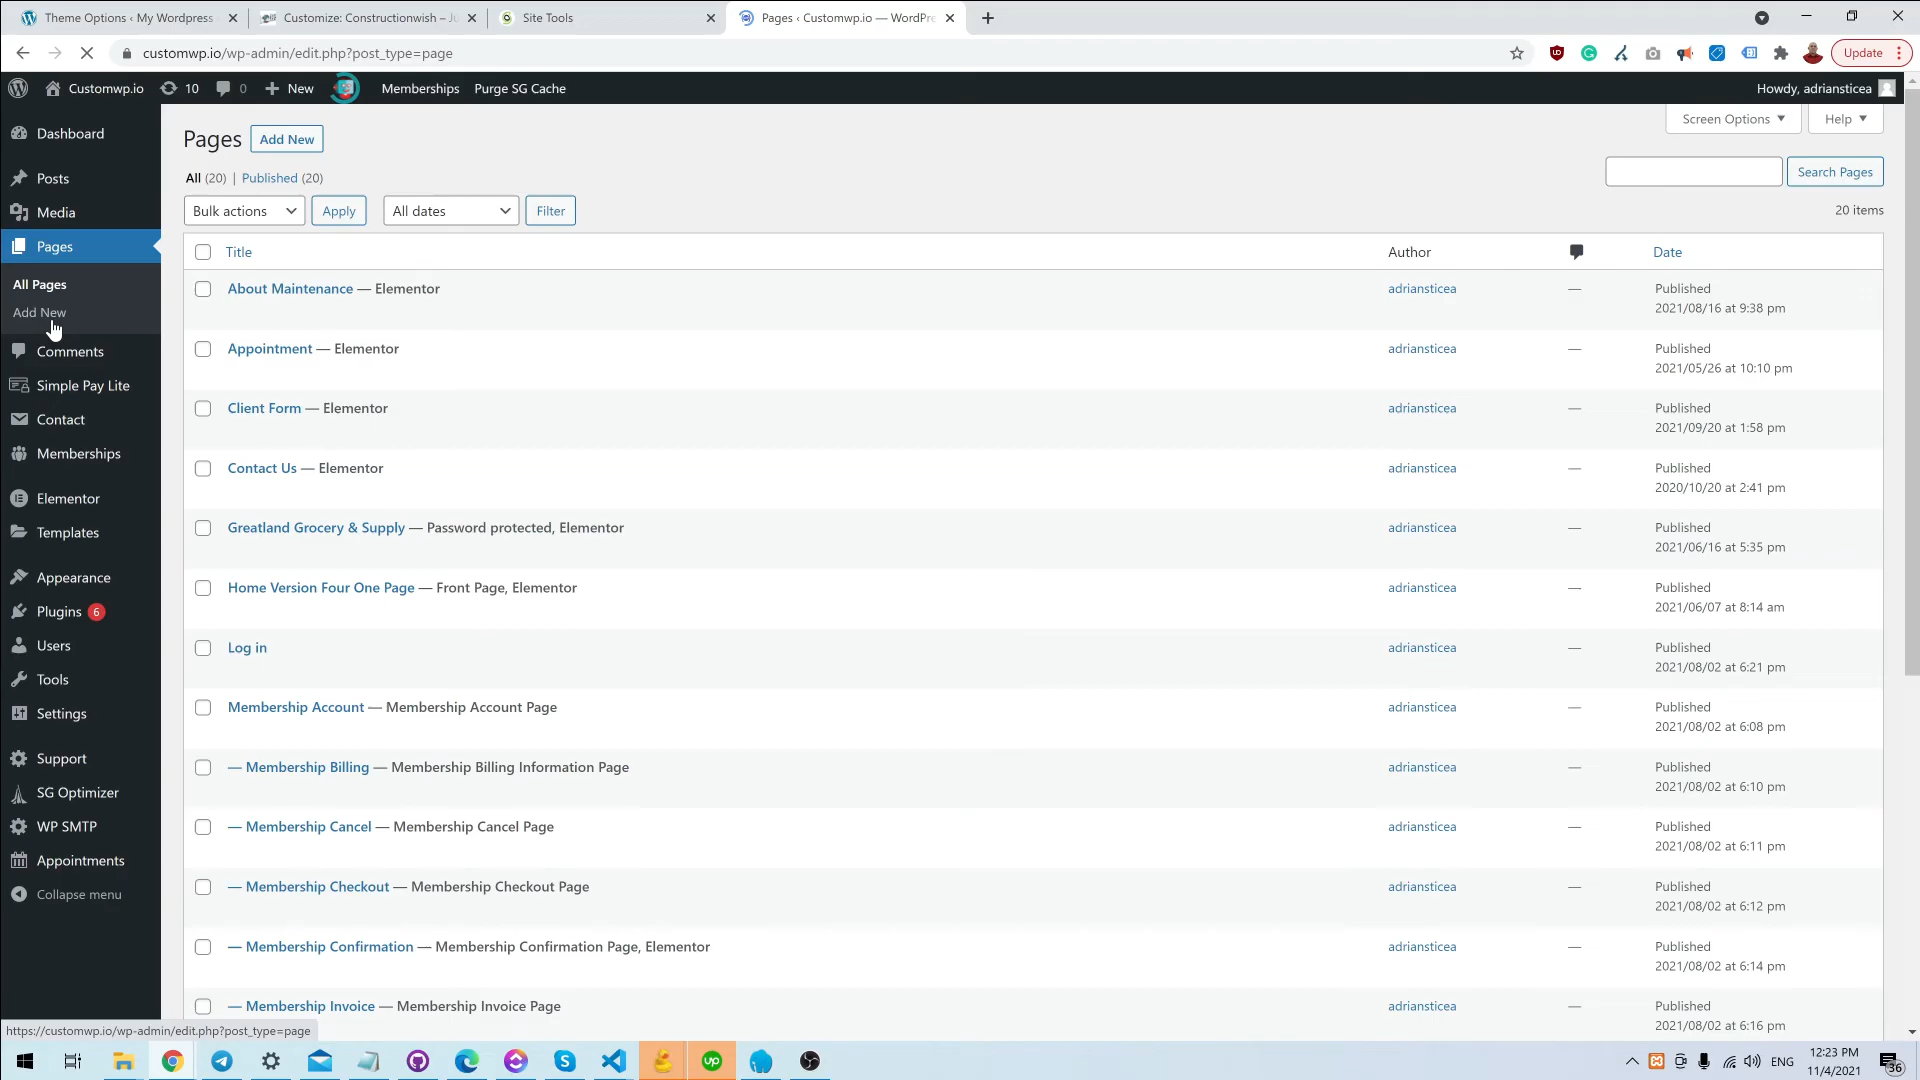 Theme Options ‹ My Wordpress
Customize: Constructionwish – Ju
Site Tools
Pages ‹ Customwp.io — WordPre
customwp.io/wp-admin/edit.php?post_type=page
Update
Customwp.io
10
0
New
Memberships
Purge SG Cache
Howdy, adriansticea
Dashboard
Posts
Media
Pages
All Pages
Add New
Comments
Simple Pay Lite
Contact
Memberships
Elementor
Templates
Appearance
Plugins 6
Users
Tools
Settings
Support
SG Optimizer
WP SMTP
Appointments
Collapse menu
Screen Options
Help
Pages
Add New
All (20) | Published (20)
Search Pages
Bulk actions
Apply
All dates
Filter
20 items
Title
Author
Date
About Maintenance — Elementor
adriansticea
—
Published
2021/08/16 at 9:38 pm
Appointment — Elementor
adriansticea
—
Published
2021/05/26 at 10:10 pm
Client Form — Elementor
adriansticea
—
Published
2021/09/20 at 1:58 pm
Contact Us — Elementor
adriansticea
—
Published
2020/10/20 at 2:41 pm
Greatland Grocery & Supply — Password protected, Elementor
adriansticea
—
Published
2021/06/16 at 5:35 pm
Home Version Four One Page — Front Page, Elementor
adriansticea
—
Published
2021/06/07 at 8:14 am
Log in
adriansticea
—
Published
2021/08/02 at 6:21 pm
Membership Account — Membership Account Page
adriansticea
—
Published
2021/08/02 at 6:08 pm
— Membership Billing — Membership Billing Information Page
adriansticea
—
Published
2021/08/02 at 6:10 pm
— Membership Cancel — Membership Cancel Page
adriansticea
—
Published
2021/08/02 at 6:11 pm
— Membership Checkout — Membership Checkout Page
adriansticea
—
Published
2021/08/02 at 6:12 pm
— Membership Confirmation — Membership Confirmation Page, Elementor
adriansticea
—
Published
2021/08/02 at 6:14 pm
— Membership Invoice — Membership Invoice Page
adriansticea
—
Published
2021/08/02 at 6:16 pm
https://customwp.io/wp-admin/edit.php?post_type=page
up
ENG
12:23 PM
11/4/2021
36